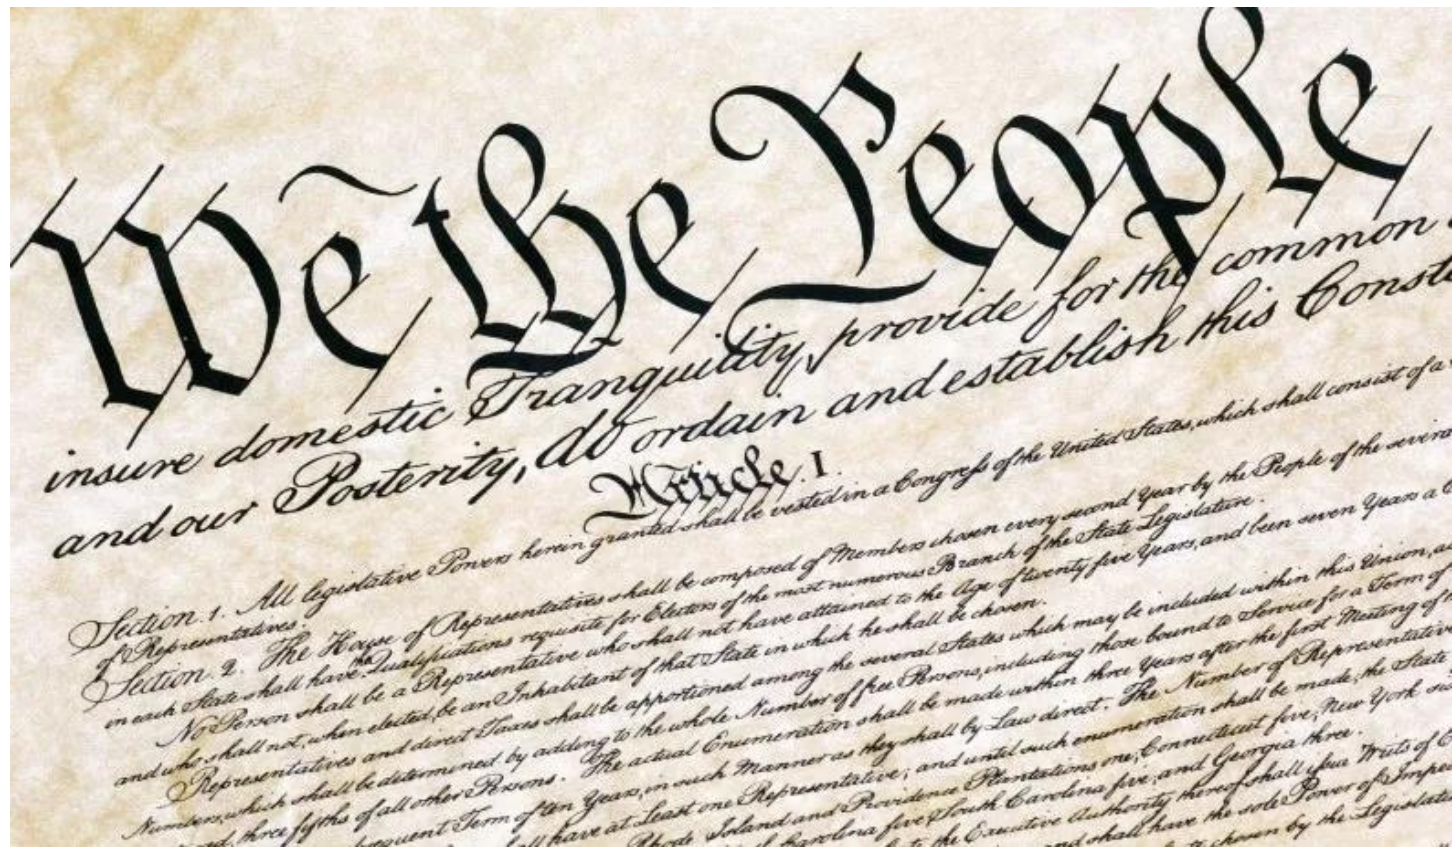 We the People
insure domestic Tranquility, provide for the common
and our Posterity, do ordain and establish this Const
Article. I.
Section. 1. All legislative Powers herein granted shall be vested in a Congress of the United States, which shall consist of a
of Representatives.
Section. 2. The House of Representatives shall be composed of Members chosen every second Year by the People of the several
in each State shall have the Qualifications requisite for Electors of the most numerous Branch of the State Legislature.
No Person shall be a Representative who shall not have attained to the Age of twenty five Years, and been seven Years a
and who shall not, when elected, be an Inhabitant of that State in which he shall be chosen.
Representatives and direct Taxes shall be apportioned among the several States which may be included within this Union,
Numbers, which shall be determined by adding to the whole Number of free Persons, including those bound to Service for a Term of
three fifths of all other Persons. The actual Enumeration shall be made within three Years after the first Meeting of
Term of ten Years, in such Manner as they shall by Law direct. The Number of Representatives
have at Least one Representative; and until such enumeration shall be made, the State
Rhode Island and Providence Plantations one, Connecticut five, New York
Carolina five, South Carolina five, and Georgia three.
the Executive Authority thereof shall issue Writs of
and shall have the sole Power of
chosen by the